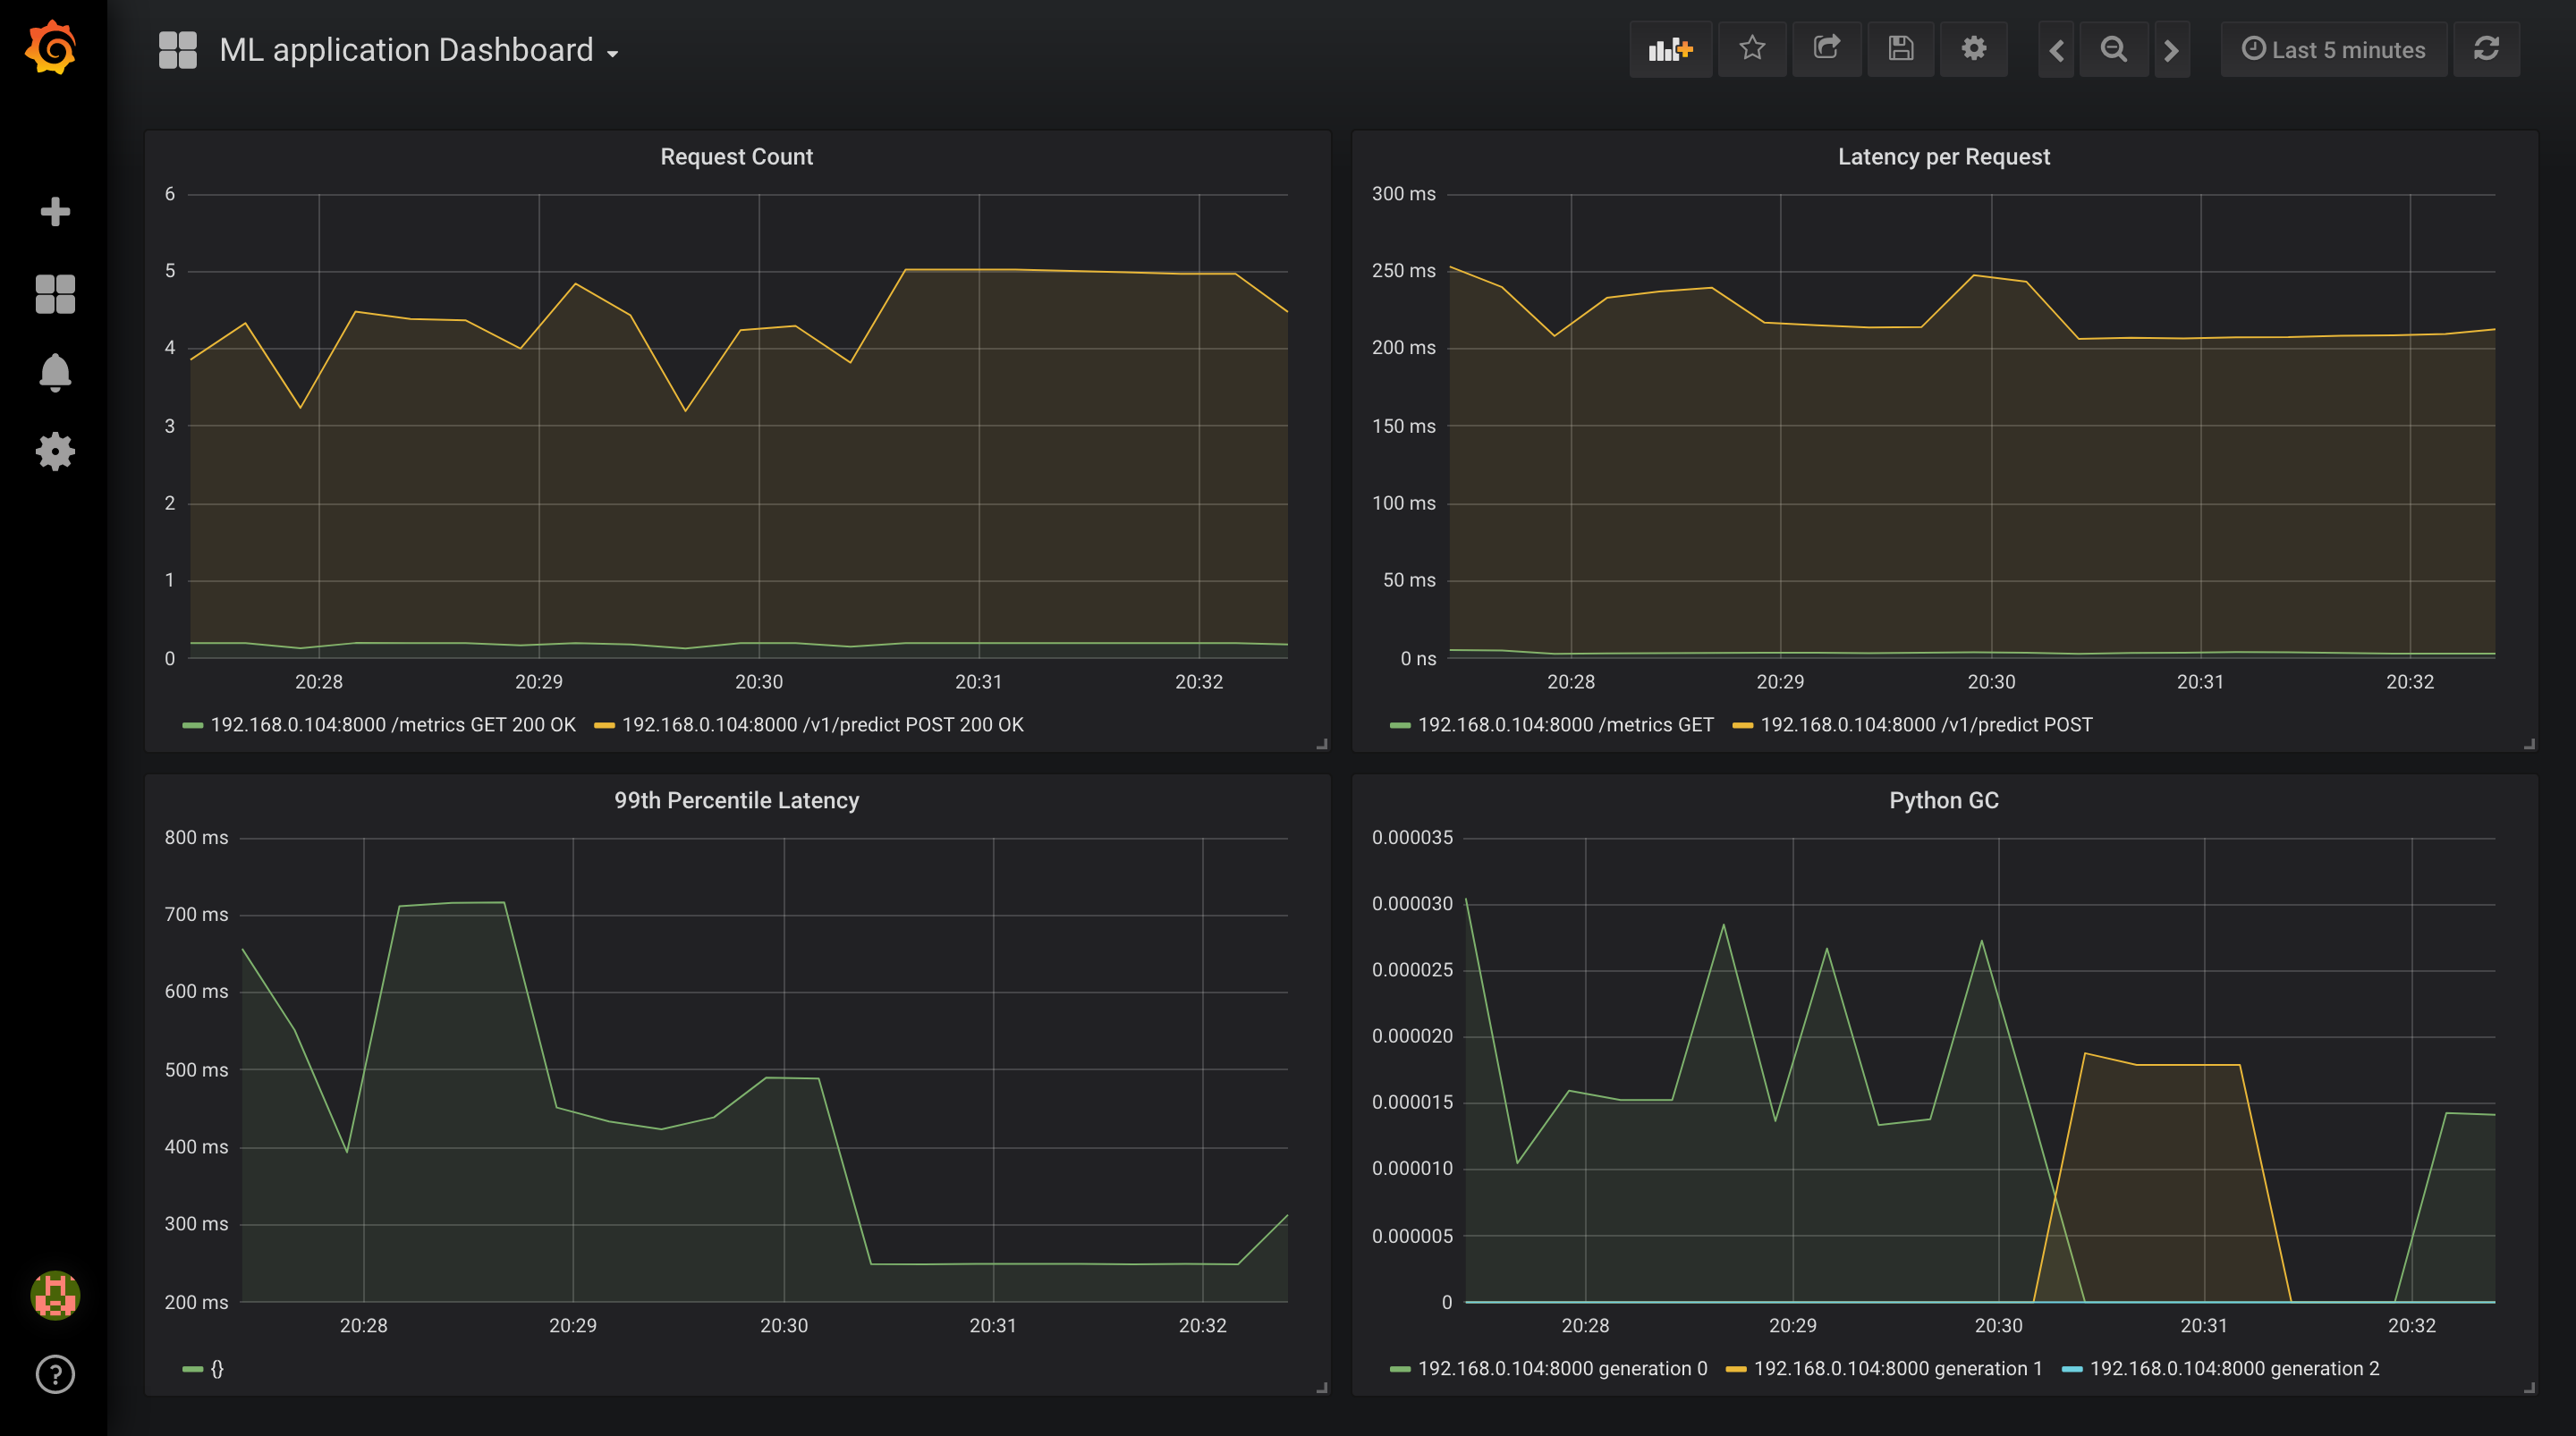 ML application Dashboard
Last 5 minutes
Request Count
6
5
4
3
2
1
0
20:28 20:29 20:30 20:31 20:32
192.168.0.104:8000 /metrics GET 200 OK 192.168.0.104:8000 /v1/predict POST 200 OK
Latency per Request
300 ms
250 ms
200 ms
150 ms
100 ms
50 ms
0 ns
20:28 20:29 20:30 20:31 20:32
192.168.0.104:8000 /metrics GET 192.168.0.104:8000 /v1/predict POST
99th Percentile Latency
800 ms
700 ms
600 ms
500 ms
400 ms
300 ms
200 ms
20:28 20:29 20:30 20:31 20:32
{}
Python GC
0.000035
0.000030
0.000025
0.000020
0.000015
0.000010
0.000005
0
20:28 20:29 20:30 20:31 20:32
192.168.0.104:8000 generation 0 192.168.0.104:8000 generation 1 192.168.0.104:8000 generation 2